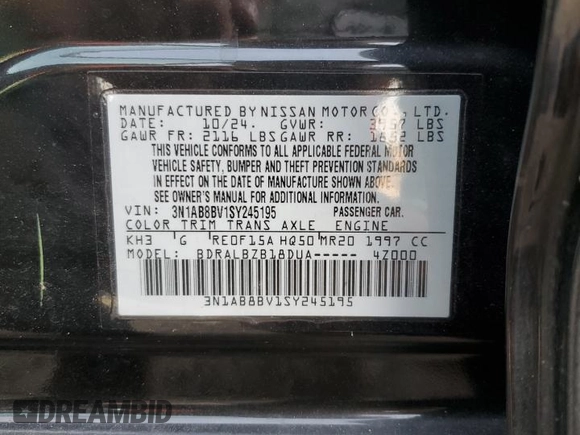 MANUFACTURED BY NISSAN MOTOR CO., LTD.
DATE: 10/24. GVWR: LBS
GAWR FR: 2116 LBS GAWR RR: LBS
THIS VEHICLE CONFORMS TO ALL APPLICABLE FEDERAL MOTOR
VEHICLE SAFETY, BUMPER AND THEFT PREVENTION STANDARDS
IN EFFECT ON THE DATE OF MANUFACTURE SHOWN ABOVE.
SEE OWNER'S MANUAL FOR ADDITIONAL INFORMATION.
VIN: 3N1AB8BV1SY245195 PASSENGER CAR.
COLOR TRIM TRANS AXLE ENGINE
KH3 G RE0F15A HQ50 MR20 1997 CC
MODEL: BDRALBZB18DUA----- 4Z000
3N1AB8BV1SY245195
DREAMBID